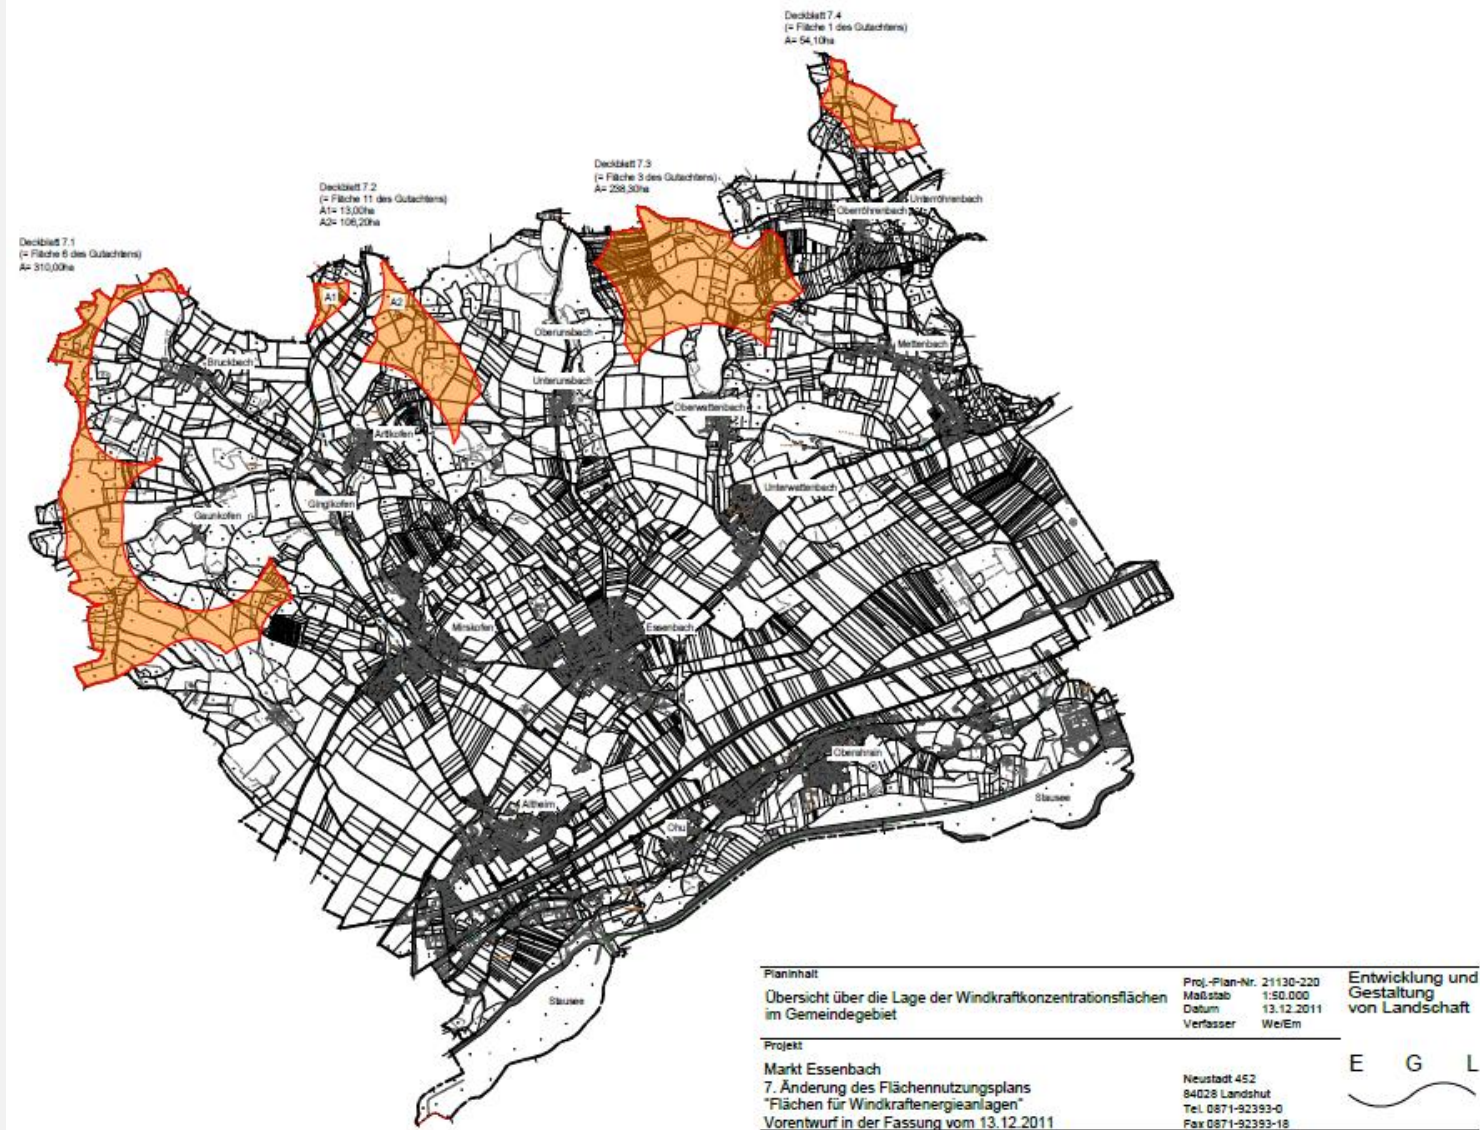 Deckblatt 7.4
(= Fläche 1 des Gutachtens)
A= 54,10ha
Deckblatt 7.3
(= Fläche 3 des Gutachtens)
A= 238,30ha
Deckblatt 7.2
(= Fläche 11 des Gutachtens)
A1= 13,00ha
A2= 106,20ha
Deckblatt 7.1
(= Fläche 6 des Gutachtens)
A= 310,00ha
Unterröhrenbach
Oberröhrenbach
A1
A2
Oberunsbach
Mettenbach
Bruckbach
Unterunsbach
Oberwattenbach
Artlkofen
Unterwattenbach
Ginglkofen
Gaunkofen
Mirskofen
Essenbach
Oberahrain
Stausee
Altheim
Ohu
Stausee
Planinhalt
Übersicht über die Lage der Windkraftkonzentrationsflächen
im Gemeindegebiet
Proj.-Plan-Nr. 21130-220
Maßstab 1:50.000
Datum 13.12.2011
Verfasser We/Em
Entwicklung und
Gestaltung
von Landschaft
Projekt
Markt Essenbach
7. Änderung des Flächennutzungsplans
"Flächen für Windkraftenergieanlagen"
Vorentwurf in der Fassung vom 13.12.2011
Neustadt 452
84028 Landshut
Tel. 0871-92393-0
Fax 0871-92393-18
E G L